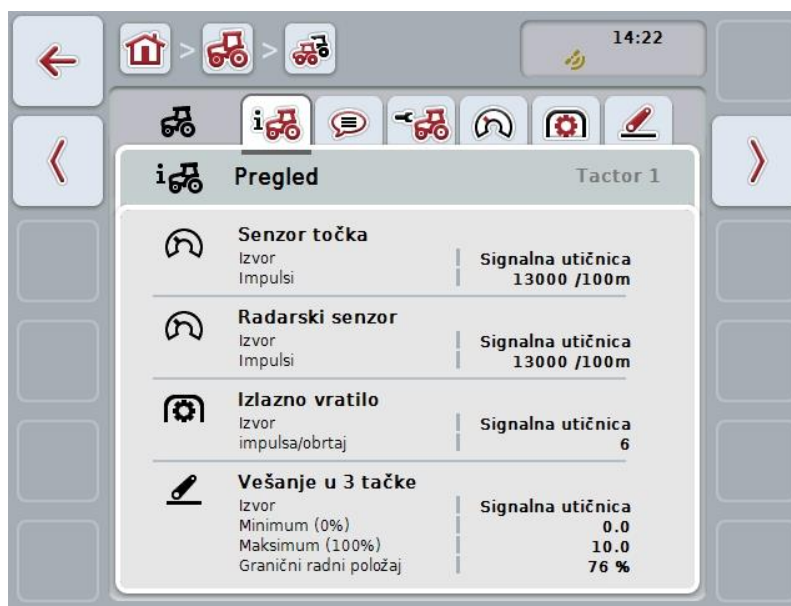 14:22
Pregled Tactor 1
Senzor točka
Izvor Signalna utičnica
Impulsi 13000 /100m
Radarski senzor
Izvor Signalna utičnica
Impulsi 13000 /100m
Izlazno vratilo
Izvor Signalna utičnica
impulsa/obrtaj 6
Vešanje u 3 tačke
Izvor Signalna utičnica
Minimum (0%) 0.0
Maksimum (100%) 10.0
Granični radni položaj 76 %